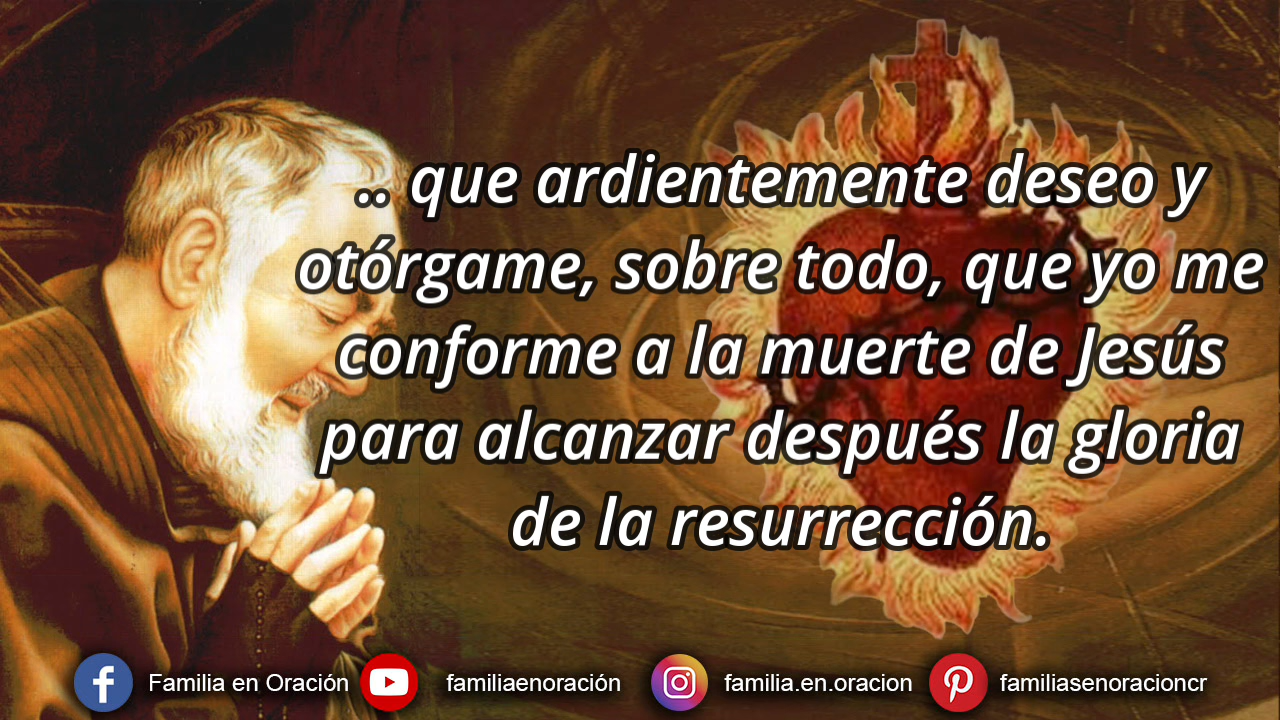 .. que ardientemente deseo y
otórgame, sobre todo, que yo me
conforme a la muerte de Jesús
para alcanzar después la gloria
de la resurrección.
Familia en Oración familiaenoración familia.en.oracion familiasenoracioncr